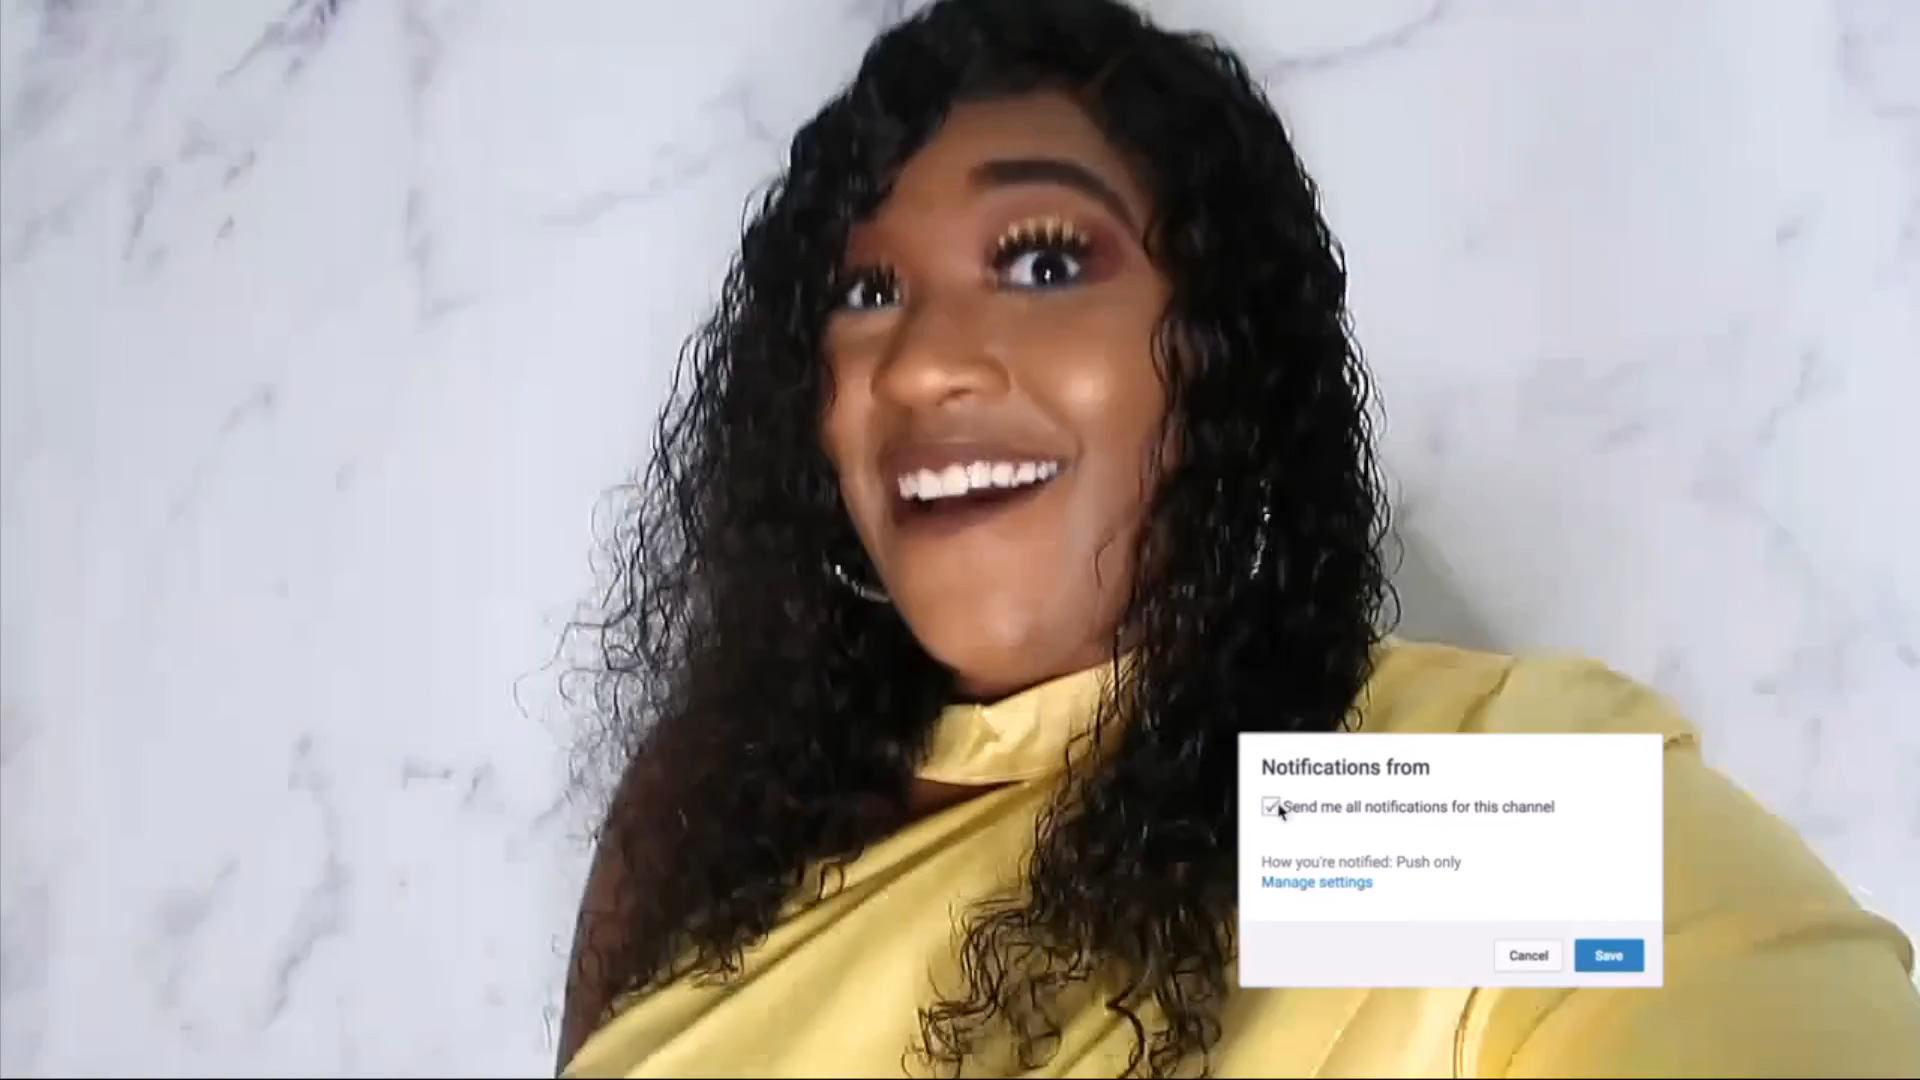 Notifications from
Send me all notifications for this channel
How you're notified: Push only
Manage settings
Cancel
Save